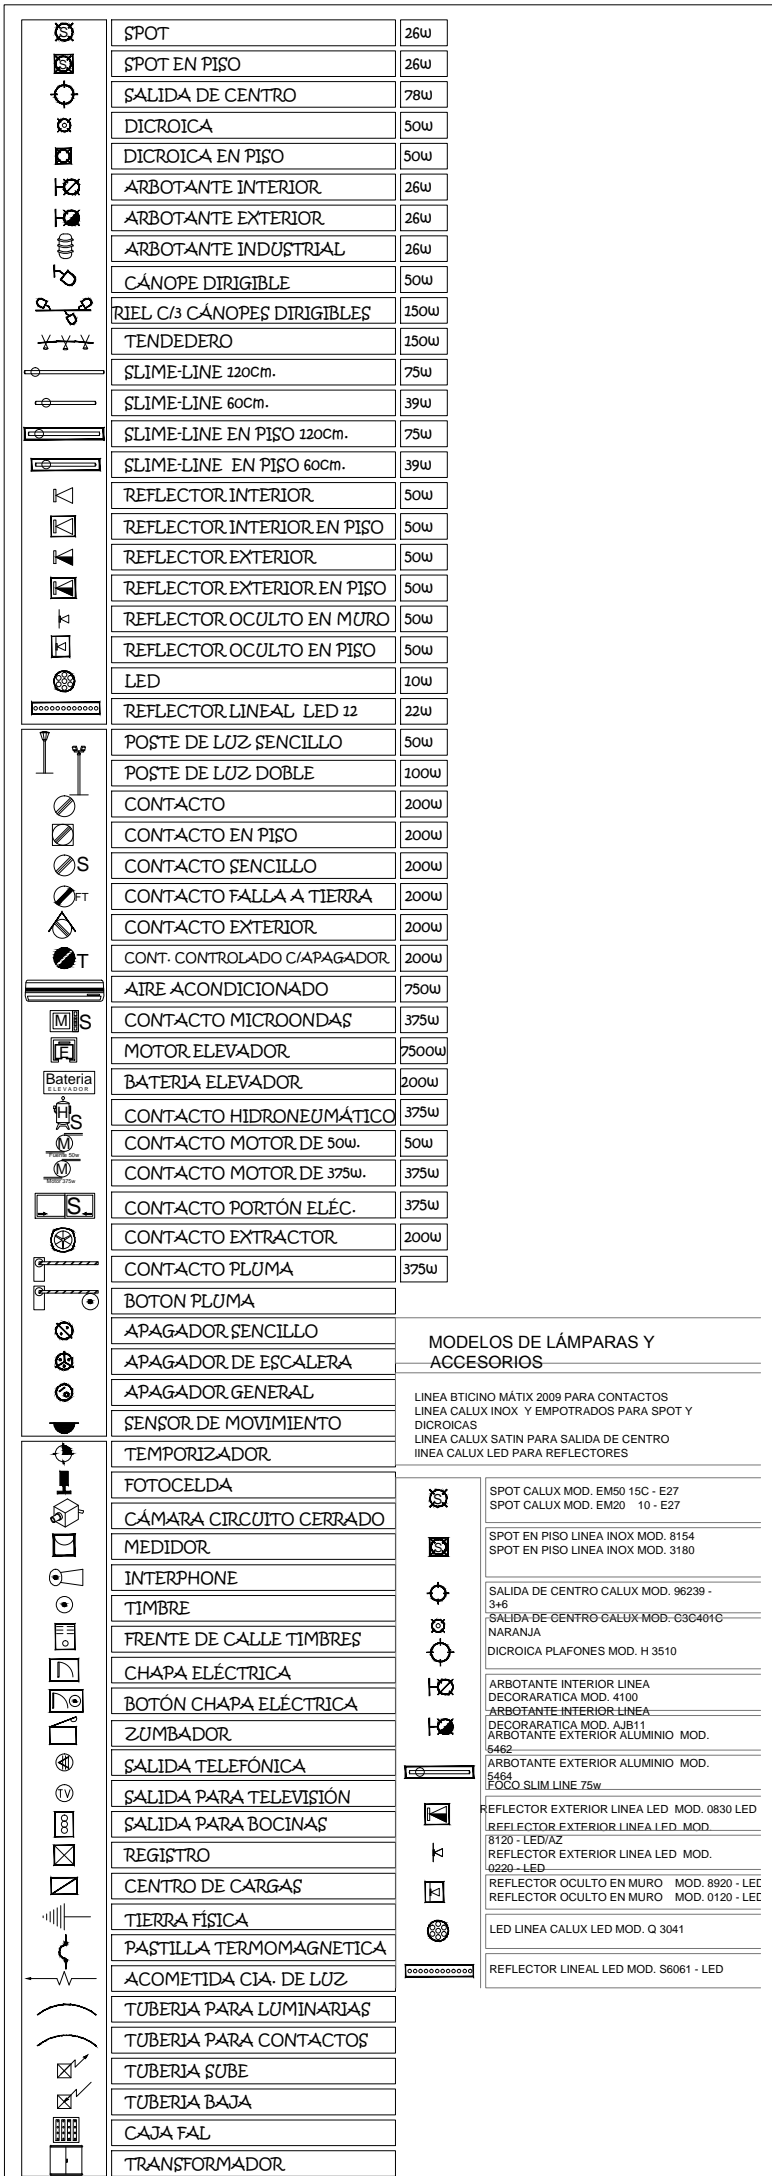 S SPOT 26W
S SPOT EN PISO 26W
SALIDA DE CENTRO 78W
DICROICA 50W
DICROICA EN PISO 50W
ARBOTANTE INTERIOR 26W
ARBOTANTE EXTERIOR 26W
ARBOTANTE INDUSTRIAL 26W
CÁNOPE DIRIGIBLE 50W
RIEL C/3 CÁNOPES DIRIGIBLES 150W
TENDEDERO 150W
SLIME-LINE 120cm. 75W
SLIME-LINE 60cm. 39W
SLIME-LINE EN PISO 120cm. 75W
SLIME-LINE EN PISO 60cm. 39W
REFLECTOR INTERIOR 50W
REFLECTOR INTERIOR EN PISO 50W
REFLECTOR EXTERIOR 50W
REFLECTOR EXTERIOR EN PISO 50W
REFLECTOR OCULTO EN MURO 50W
REFLECTOR OCULTO EN PISO 50W
LED 10W
REFLECTOR LINEAL LED 12 22W
POSTE DE LUZ SENCILLO 50W
POSTE DE LUZ DOBLE 100W
CONTACTO 200W
CONTACTO EN PISO 200W
S CONTACTO SENCILLO 200W
FT CONTACTO FALLA A TIERRA 200W
CONTACTO EXTERIOR 200W
T CONT. CONTROLADO C/APAGADOR 200W
AIRE ACONDICIONADO 750W
M S CONTACTO MICROONDAS 375W
E MOTOR ELEVADOR 7500W
Bateria ELEVADOR BATERIA ELEVADOR 200W
H S CONTACTO HIDRONEUMÁTICO 375W
M Fuente 50w CONTACTO MOTOR DE 50W. 50W
M Motor 375w CONTACTO MOTOR DE 375W. 375W
S CONTACTO PORTÓN ELÉC. 375W
CONTACTO EXTRACTOR 200W
CONTACTO PLUMA 375W
BOTON PLUMA
APAGADOR SENCILLO
APAGADOR DE ESCALERA
APAGADOR GENERAL
SENSOR DE MOVIMIENTO
TEMPORIZADOR
FOTOCELDA
CÁMARA CIRCUITO CERRADO
MEDIDOR
INTERPHONE
TIMBRE
FRENTE DE CALLE TIMBRES
CHAPA ELÉCTRICA
BOTÓN CHAPA ELÉCTRICA
ZUMBADOR
SALIDA TELEFÓNICA
TV SALIDA PARA TELEVISIÓN
SALIDA PARA BOCINAS
REGISTRO
CENTRO DE CARGAS
TIERRA FÍSICA
PASTILLA TERMOMAGNETICA
ACOMETIDA CIA. DE LUZ
TUBERIA PARA LUMINARIAS
TUBERIA PARA CONTACTOS
TUBERIA SUBE
TUBERIA BAJA
CAJA FAL
TRANSFORMADOR
MODELOS DE LÁMPARAS Y
ACCESORIOS
LINEA BTICINO MÁTIX 2009 PARA CONTACTOS
LINEA CALUX INOX Y EMPOTRADOS PARA SPOT Y
DICROICAS
LINEA CALUX SATIN PARA SALIDA DE CENTRO
lINEA CALUX LED PARA REFLECTORES
S SPOT CALUX MOD. EM50 15C - E27
SPOT CALUX MOD. EM20 10 - E27
S SPOT EN PISO LINEA INOX MOD. 8154
SPOT EN PISO LINEA INOX MOD. 3180
SALIDA DE CENTRO CALUX MOD. 96239 -
3+6
SALIDA DE CENTRO CALUX MOD. C3C401C
NARANJA
DICROICA PLAFONES MOD. H 3510
ARBOTANTE INTERIOR LINEA
DECORARATICA MOD. 4100
ARBOTANTE INTERIOR LINEA
DECORARATICA MOD. AJB11
ARBOTANTE EXTERIOR ALUMINIO MOD.
5462
ARBOTANTE EXTERIOR ALUMINIO MOD.
5464
FOCO SLIM LINE 75w
REFLECTOR EXTERIOR LINEA LED MOD. 0830 LED
REFLECTOR EXTERIOR LINEA LED MOD.
8120 - LED/AZ
REFLECTOR EXTERIOR LINEA LED MOD.
0220 - LED
REFLECTOR OCULTO EN MURO MOD. 8920 - LED
REFLECTOR OCULTO EN MURO MOD. 0120 - LED
LED LINEA CALUX LED MOD. Q 3041
REFLECTOR LINEAL LED MOD. S6061 - LED